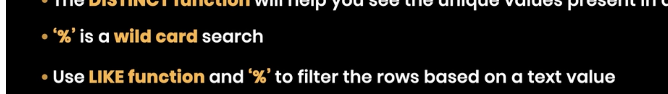 • The DISTINCT function will help you see the unique values present in
• ‘%’ is a wild card search
• Use LIKE function and ‘%’ to filter the rows based on a text value